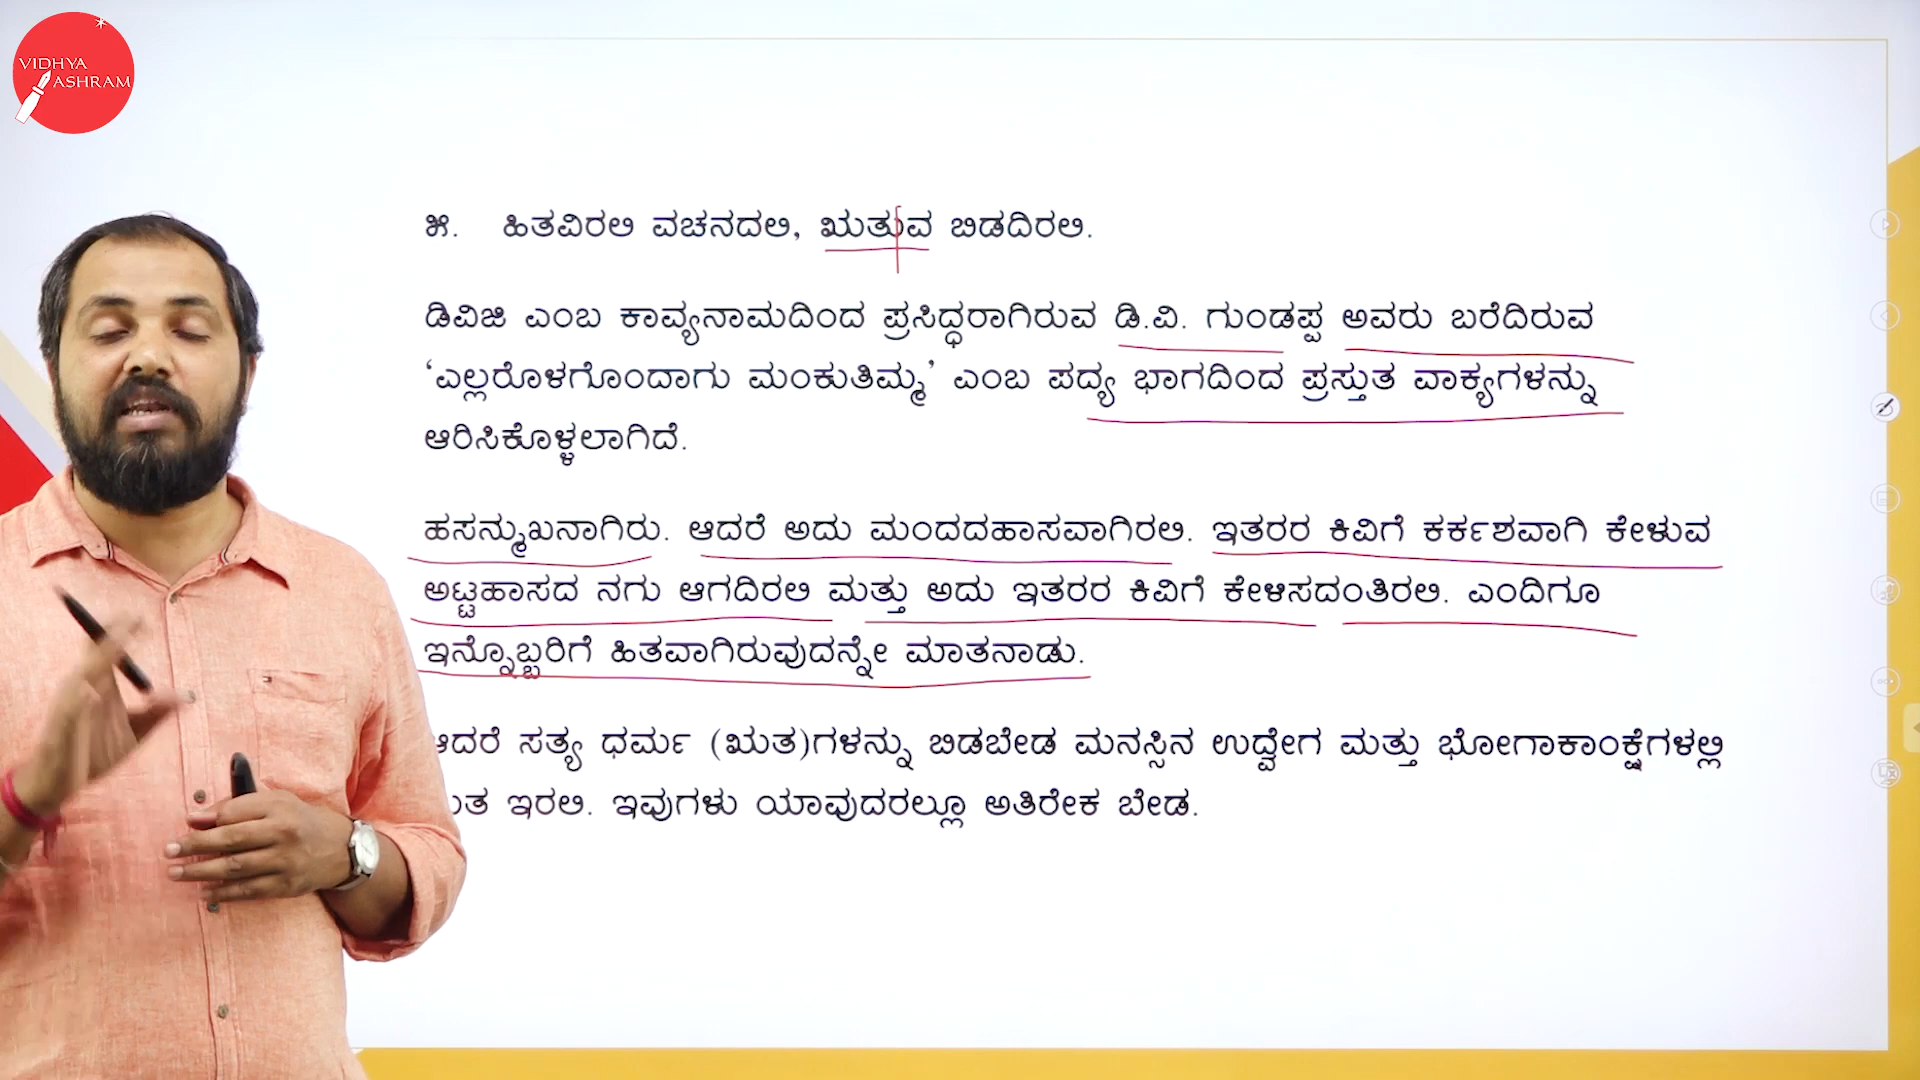 VIDHYA
ASHRAM
೫. ಹಿತವಿರಲಿ ವಚನದಲಿ, ಋತುವ ಬಿಡದಿರಲಿ.
ಡಿವಿಜಿ ಎಂಬ ಕಾವ್ಯನಾಮದಿಂದ ಪ್ರಸಿದ್ಧರಾಗಿರುವ ಡಿ.ವಿ. ಗುಂಡಪ್ಪ ಅವರು ಬರೆದಿರುವ
‘ಎಲ್ಲರೊಳಗೊಂದಾಗು ಮಂಕುತಿಮ್ಮ’ ಎಂಬ ಪದ್ಯ ಭಾಗದಿಂದ ಪ್ರಸ್ತುತ ವಾಕ್ಯಗಳನ್ನು
ಆರಿಸಿಕೊಳ್ಳಲಾಗಿದೆ.
ಹಸನ್ಮುಖನಾಗಿರು. ಆದರೆ ಅದು ಮಂದದಹಾಸವಾಗಿರಲಿ. ಇತರರ ಕಿವಿಗೆ ಕರ್ಕಶವಾಗಿ ಕೇಳುವ
ಅಟ್ಟಹಾಸದ ನಗು ಆಗದಿರಲಿ ಮತ್ತು ಅದು ಇತರರ ಕಿವಿಗೆ ಕೇಳಿಸದಂತಿರಲಿ. ಎಂದಿಗೂ
ಇನ್ನೊಬ್ಬರಿಗೆ ಹಿತವಾಗಿರುವುದನ್ನೇ ಮಾತನಾಡು.
ಆದರೆ ಸತ್ಯ ಧರ್ಮ (ಋತ)ಗಳನ್ನು ಬಿಡಬೇಡ ಮನಸ್ಸಿನ ಉದ್ವೇಗ ಮತ್ತು ಭೋಗಾಕಾಂಕ್ಷೆಗಳಲ್ಲಿ
ಇರಲಿ. ಇವುಗಳು ಯಾವುದರಲ್ಲೂ ಅತಿರೇಕ ಬೇಡ.